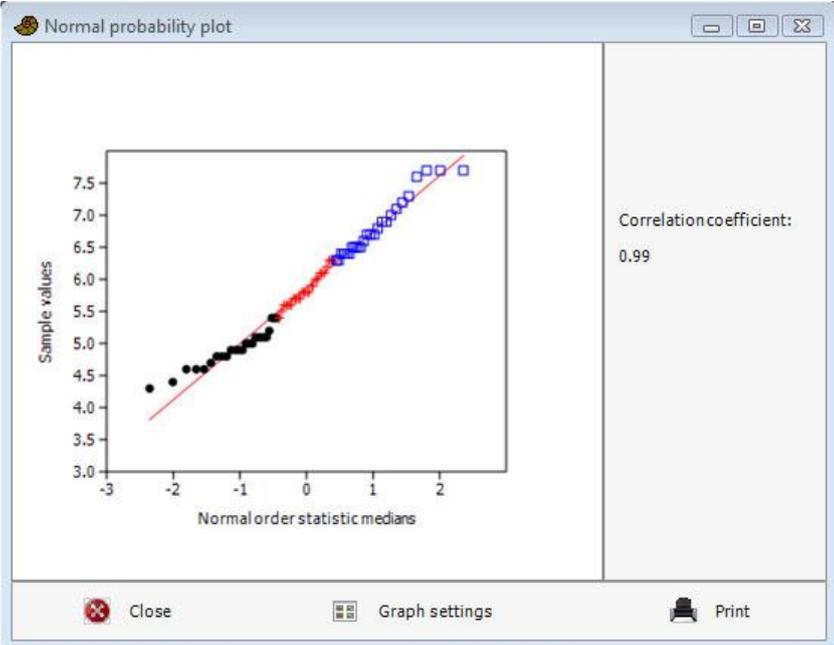 Normal probability plot
Correlation coefficient:
0.99
7.5
7.0
6.5
6.0
5.5
5.0
4.5
4.0
3.5
3.0
Sample values
-3 -2 -1 0 1 2
Normal order statistic medians
Close Graph settings Print